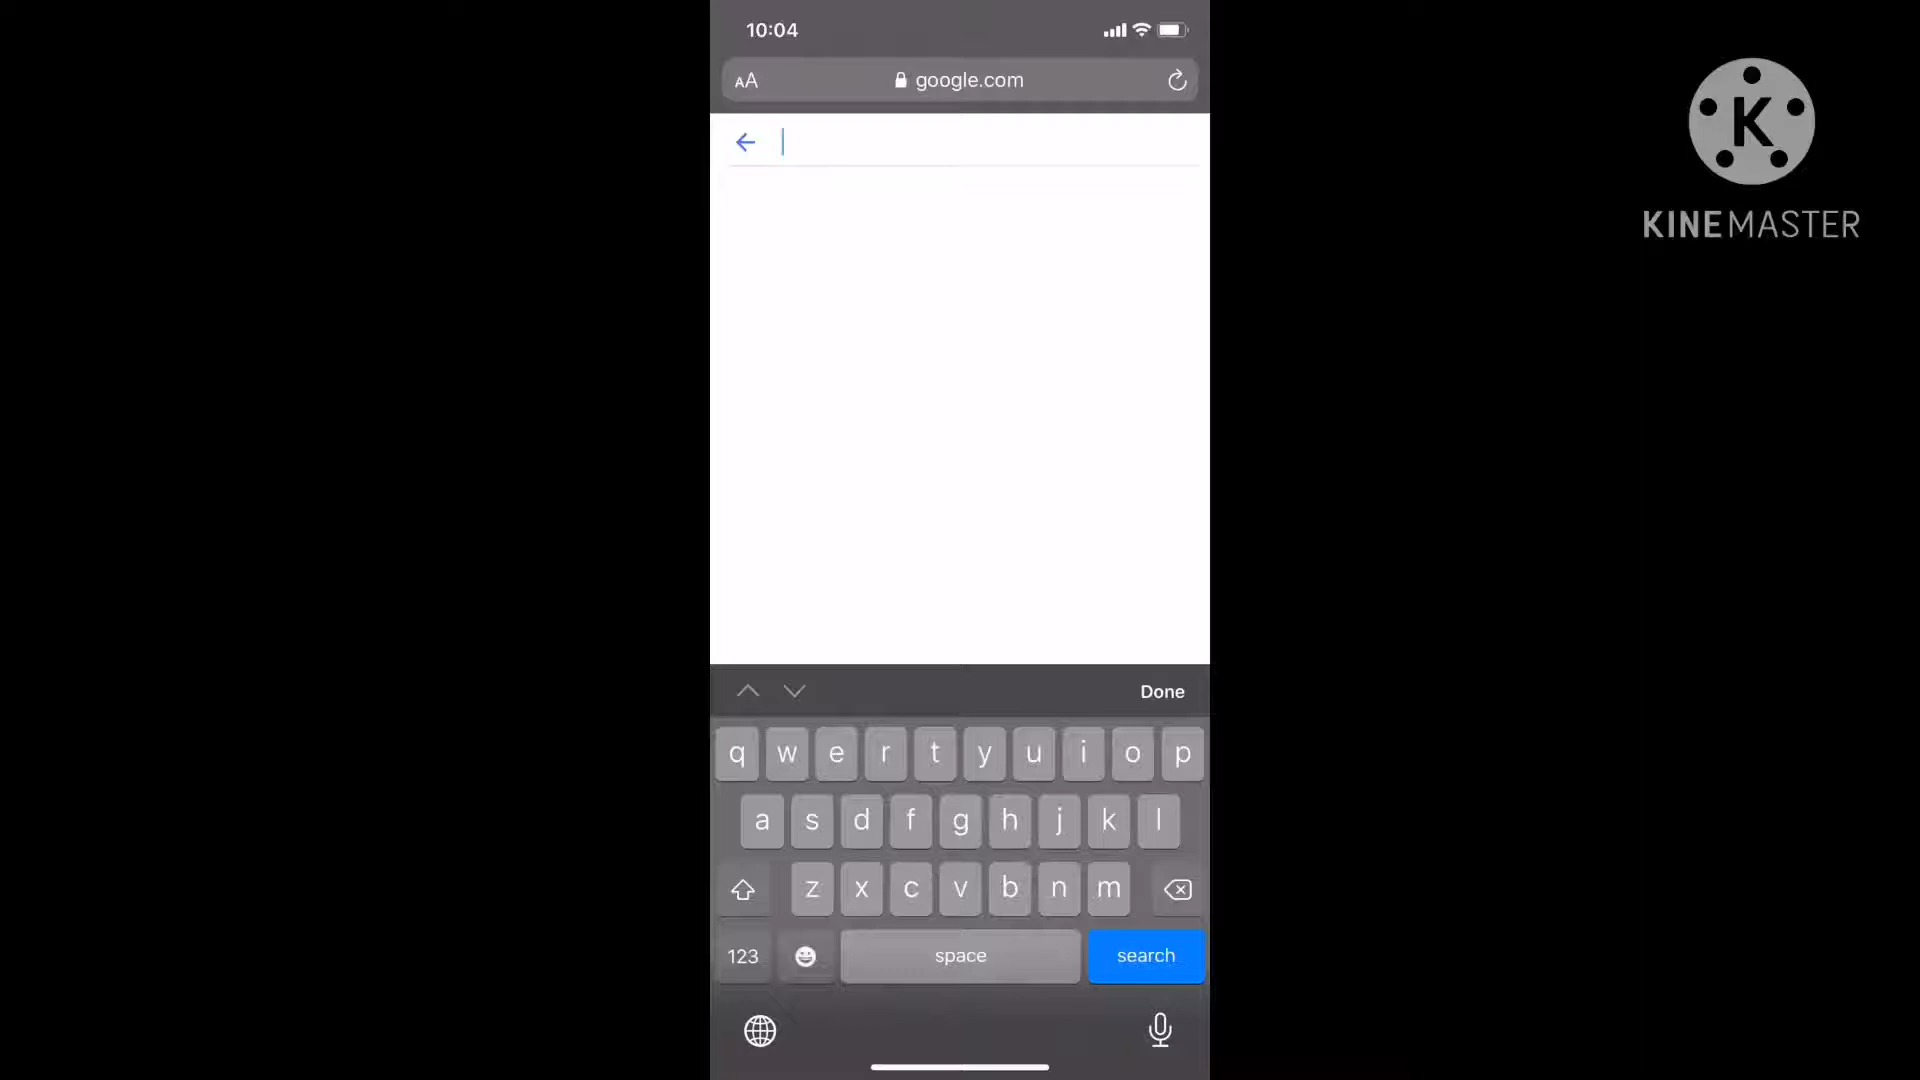 10:04
AA google.com
K
KINEMASTER
Done
q w e r t y u i o p
a s d f g h j k l
z x c v b n m
123 space search